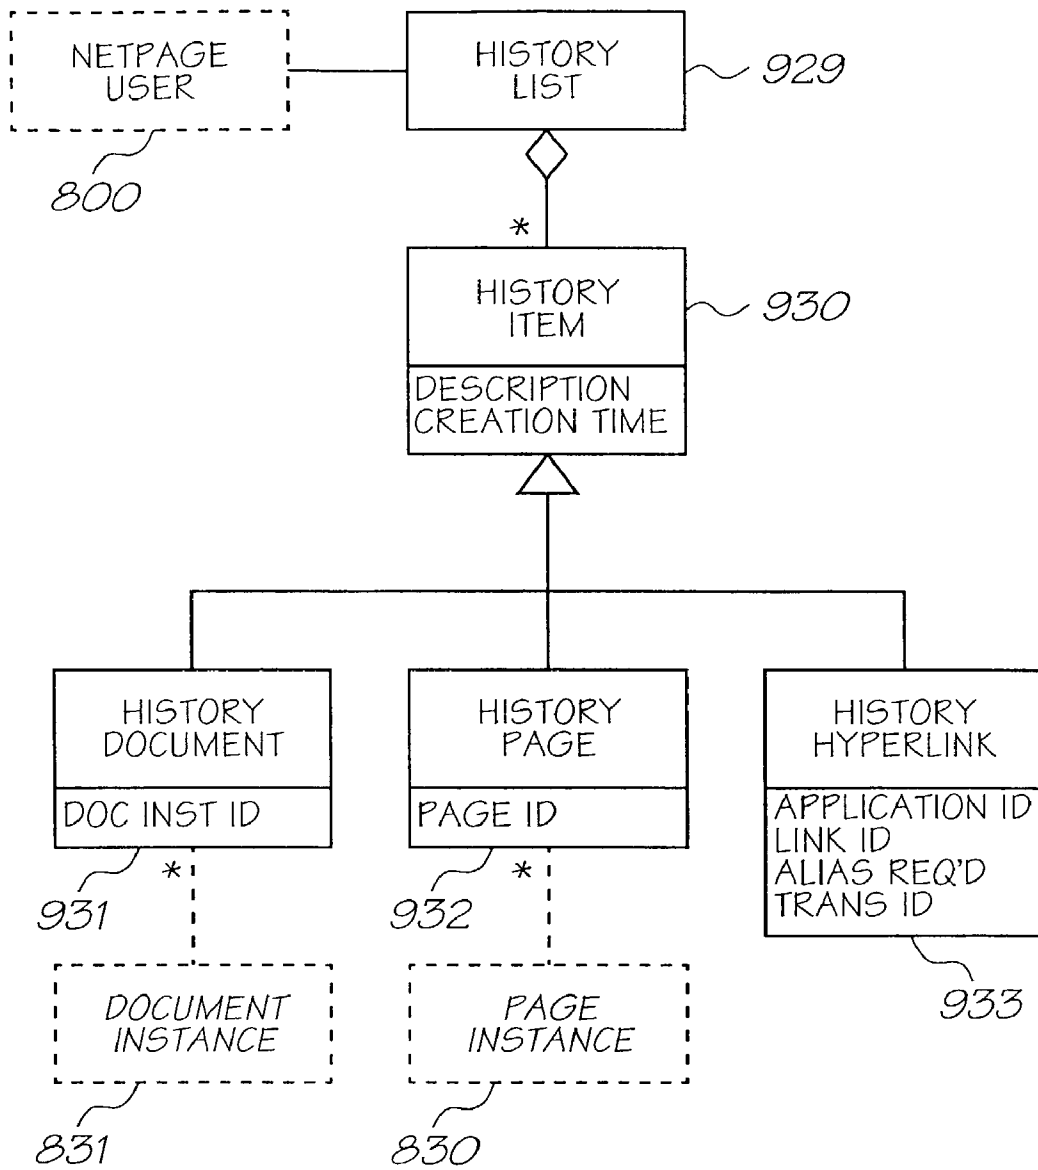 NETPAGE
USER
HISTORY
LIST
929
800
*
HISTORY
ITEM
930
DESCRIPTION
CREATION TIME
HISTORY
DOCUMENT
HISTORY
PAGE
HISTORY
HYPERLINK
DOC INST ID
PAGE ID
APPLICATION ID
LINK ID
ALIAS REQ'D
TRANS ID
931
*
932
*
933
DOCUMENT
INSTANCE
PAGE
INSTANCE
831
830